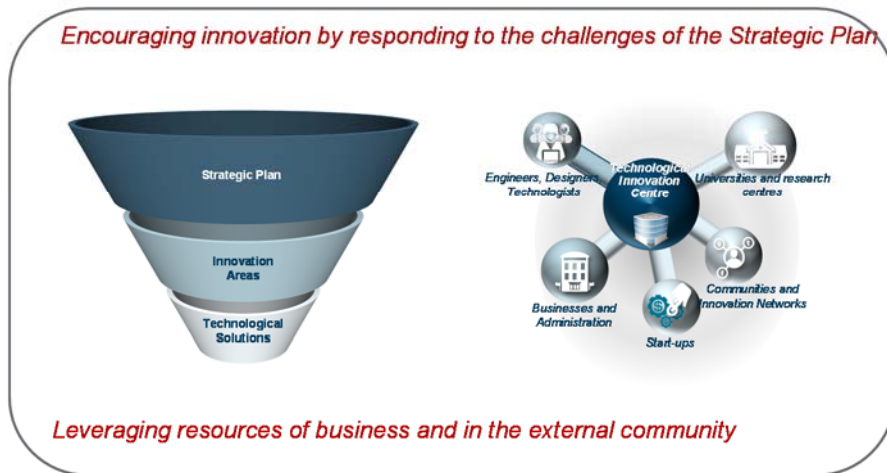 Encouraging innovation by responding to the challenges of the Strategic Plan
Strategic Plan
Innovation
Areas
Technological
Solutions
Engineers, Designers,
Technologists
Technological
Innovation
Centre
Universities and research
centres
Businesses and
Administration
Communities and
Innovation Networks
Start-ups
Leveraging resources of business and in the external community